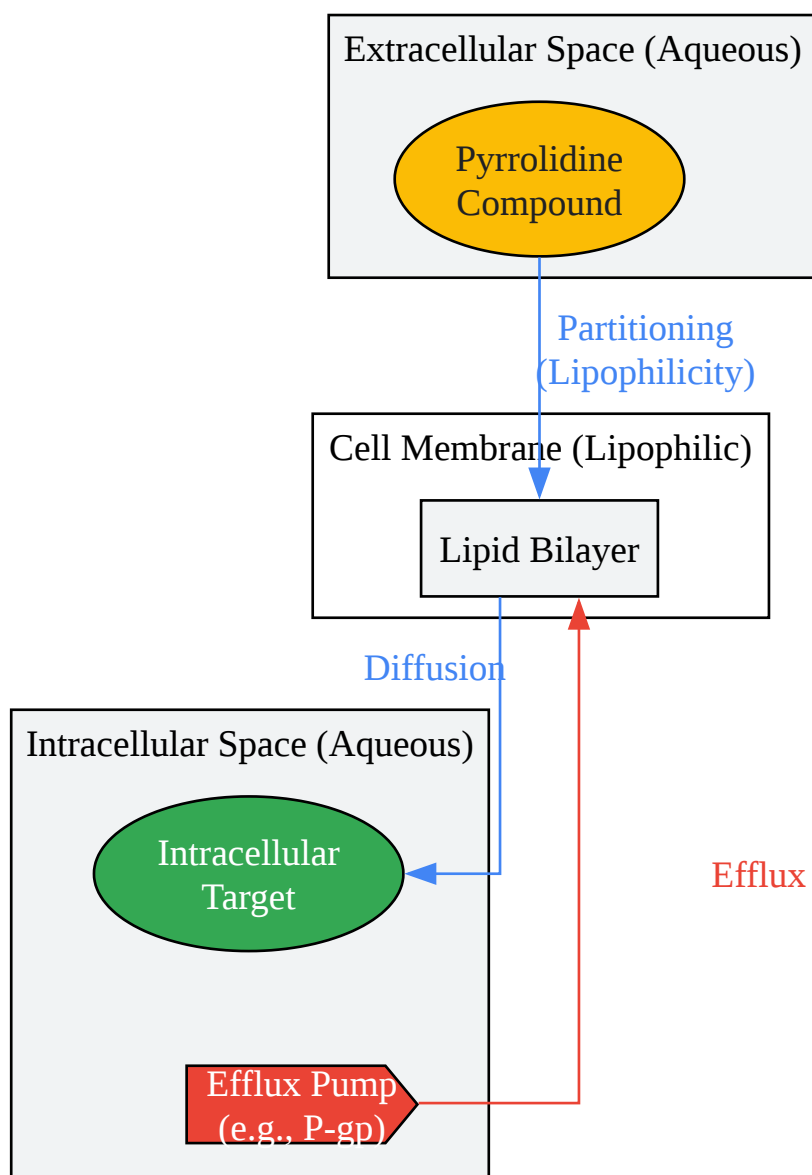 Extracellular Space (Aqueous)
Pyrrolidine
Compound
Partitioning
(Lipophilicity)
Cell Membrane (Lipophilic)
Lipid Bilayer
Diffusion
Intracellular Space (Aqueous)
Intracellular
Target
Efflux
Efflux Pump
(e.g., P-gp)